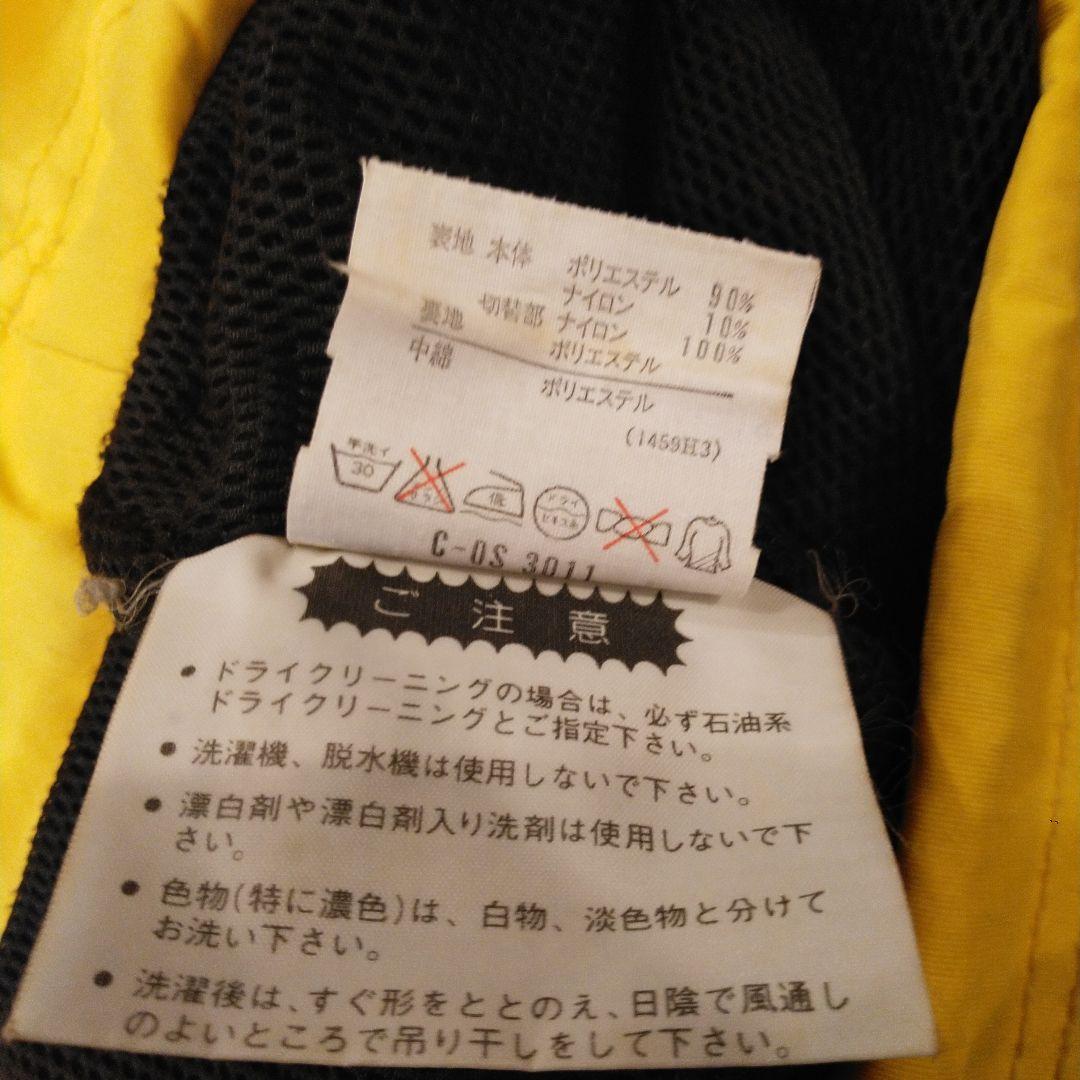 表地 本体 ポリエステル 90%
ナイロン 10%
切替部 ナイロン 100%
裏地 ポリエステル
中綿 ポリエステル
(1459H3)
手洗イ
30
低
ドライ
C-OS 3011
ご注意
• ドライクリーニングの場合は、必ず石油系
ドライクリーニングとご指定下さい。
• 洗濯機、脱水機は使用しないで下さい。
• 漂白剤や漂白剤入り洗剤は使用しないで下
さい。
• 色物(特に濃色)は、白物、淡色物と分けて
お洗い下さい。
• 洗濯後は、すぐ形をととのえ、日陰で風通し
のよいところで吊り干しをして下さい。